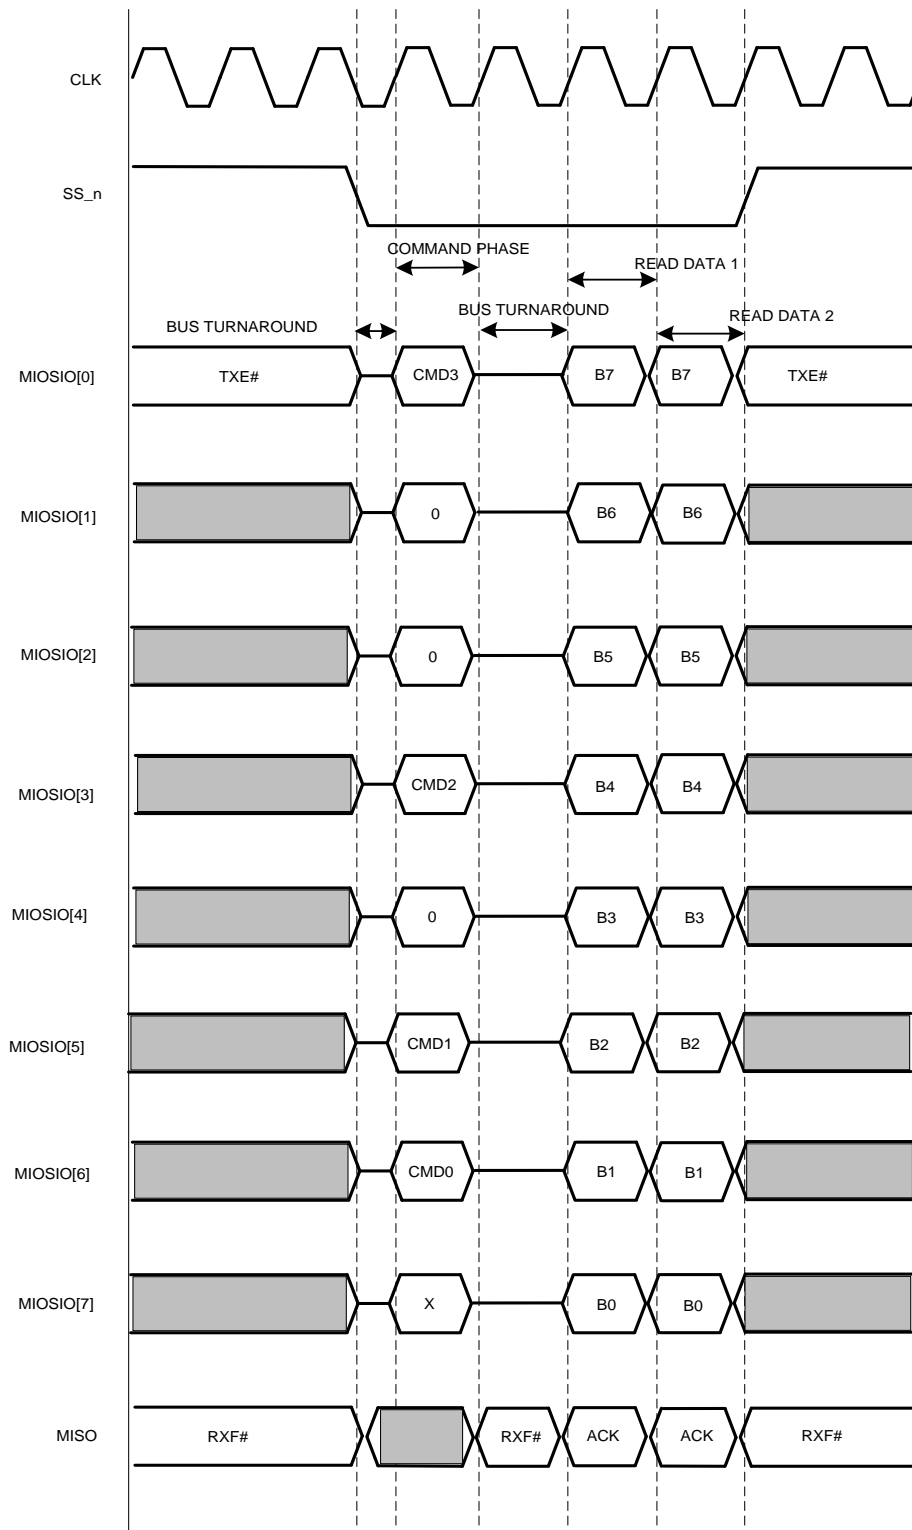 CLK
SS_n
COMMAND PHASE
READ DATA 1
BUS TURNAROUND
READ DATA 2
BUS TURNAROUND
MIOSIO[0] TXE# CMD3 B7 B7 TXE#
MIOSIO[1] 0 B6 B6
MIOSIO[2] 0 B5 B5
MIOSIO[3] CMD2 B4 B4
MIOSIO[4] 0 B3 B3
MIOSIO[5] CMD1 B2 B2
MIOSIO[6] CMD0 B1 B1
MIOSIO[7] X B0 B0
MISO RXF# RXF# ACK ACK RXF#